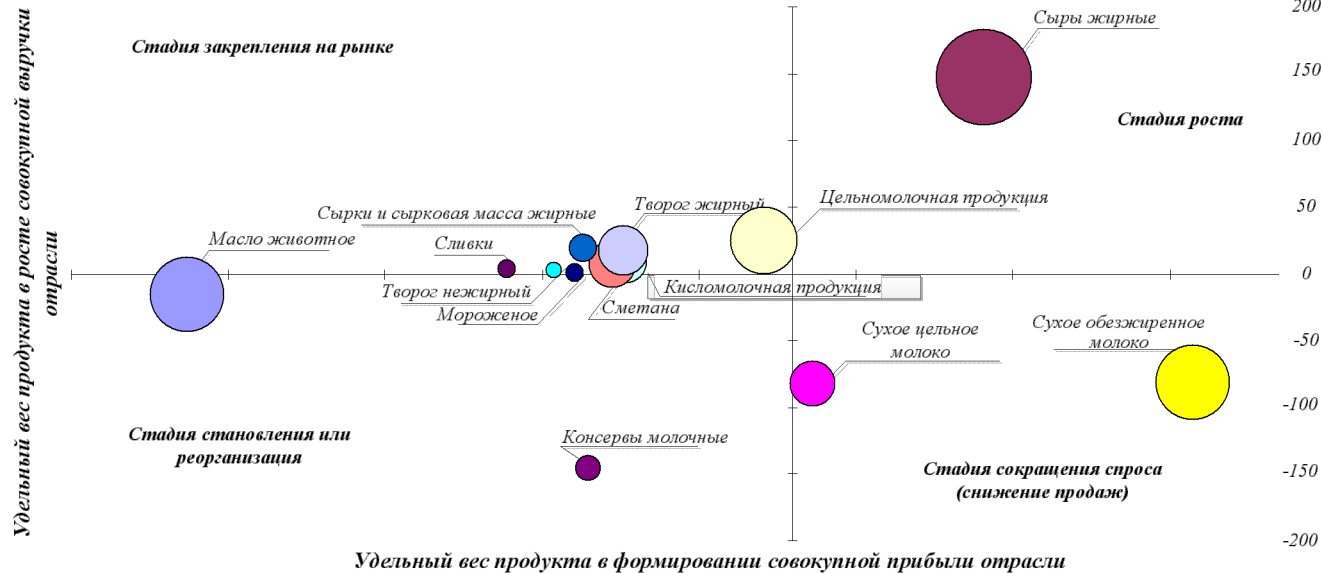 Удельный вес продукта в росте совокупной выручки
отрасли
200
Сыры жирные
Стадия закрепления на рынке
150
Стадия роста
100
Творог жирный
Цельномолочная продукция
50
Сырки и сырковая масса жирные
Масло животное
Сливки
0
Творог нежирный
Кисломолочная продукция
Мороженое
Сметана
Сухое цельное
молоко
Сухое обезжиренное
молоко
-50
-100
Стадия становления или
реорганизация
Консервы молочные
Стадия сокращения спроса
(снижение продаж)
-150
-200
Удельный вес продукта в формировании совокупной прибыли отрасли